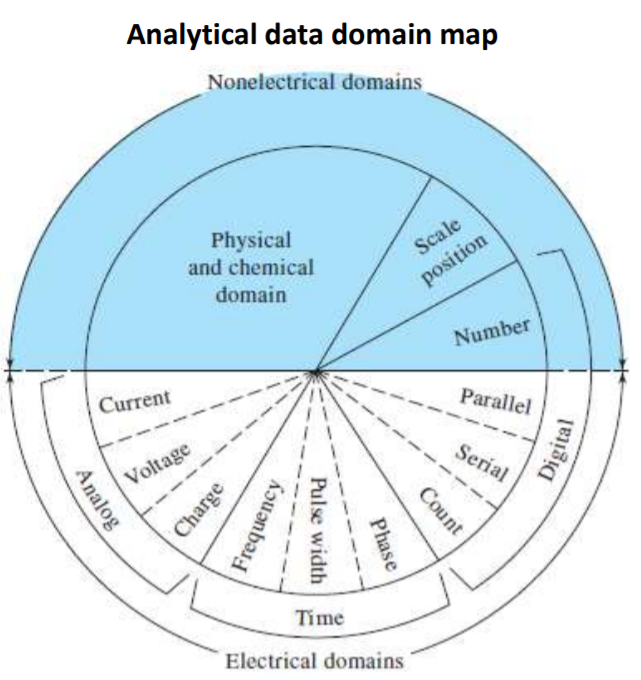 Analytical data domain map
Nonelectrical domains
Physical
and chemical
domain
Scale
position
Number
Current
Voltage
Charge
Analog
Frequency
Pulse width
Phase
Time
Parallel
Serial
Count
Digital
Electrical domains